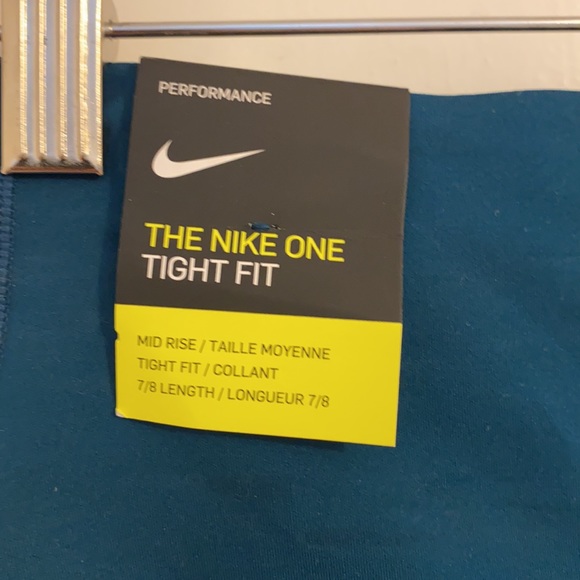 PERFORMANCE
THE NIKE ONE
TIGHT FIT
MID RISE / TAILLE MOYENNE
TIGHT FIT / COLLANT
7/8 LENGTH / LONGUEUR 7/8